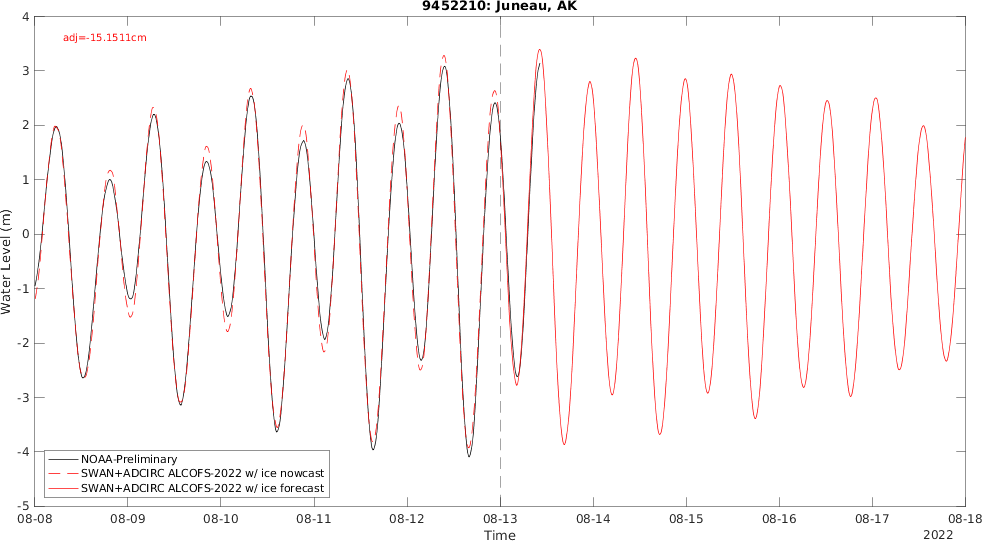 9452210: Juneau, AK
adj=-15.1511cm
Water Level (m)
4
3
2
1
0
-1
-2
-3
-4
-5
NOAA-Preliminary
SWAN+ADCIRC ALCOFS-2022 w/ ice nowcast
SWAN+ADCIRC ALCOFS-2022 w/ ice forecast
08-08 08-09 08-10 08-11 08-12 08-13 08-14 08-15 08-16 08-17 08-18
Time
2022